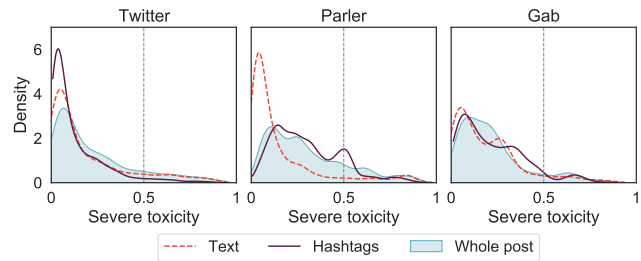 Twitter Parler Gab
Density
6
4
2
0
0 0.5 1 0 0.5 1 0 0.5 1
Severe toxicity Severe toxicity Severe toxicity
Text Hashtags Whole post